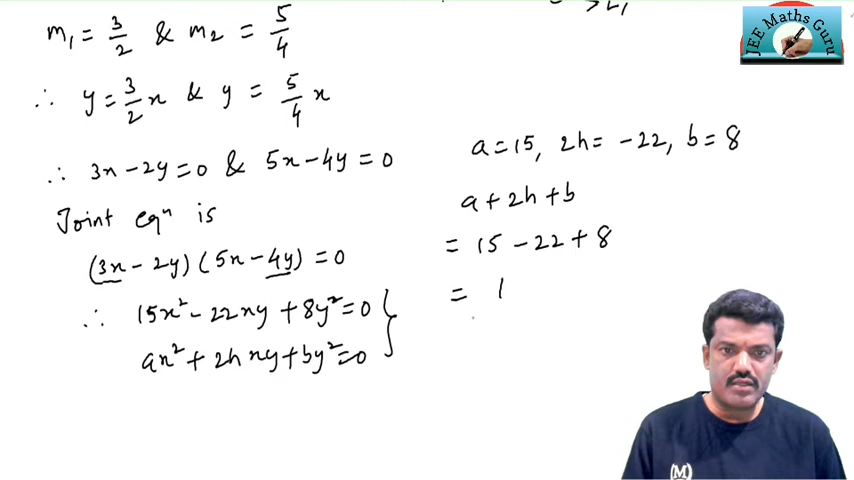 m₁ = 3/2 & m₂ = 5/4
∴ y = 3/2 x & y = 5/4 x
∴ 3x - 2y = 0 & 5x - 4y = 0
Joint eqⁿ is
(3x - 2y)(5x - 4y) = 0
∴ 15x² - 22xy + 8y² = 0
ax² + 2hxy + by² = 0
a = 15, 2h = -22, b = 8
a + 2h + b
= 15 - 22 + 8
= 1
JEE Maths Guru
(M)